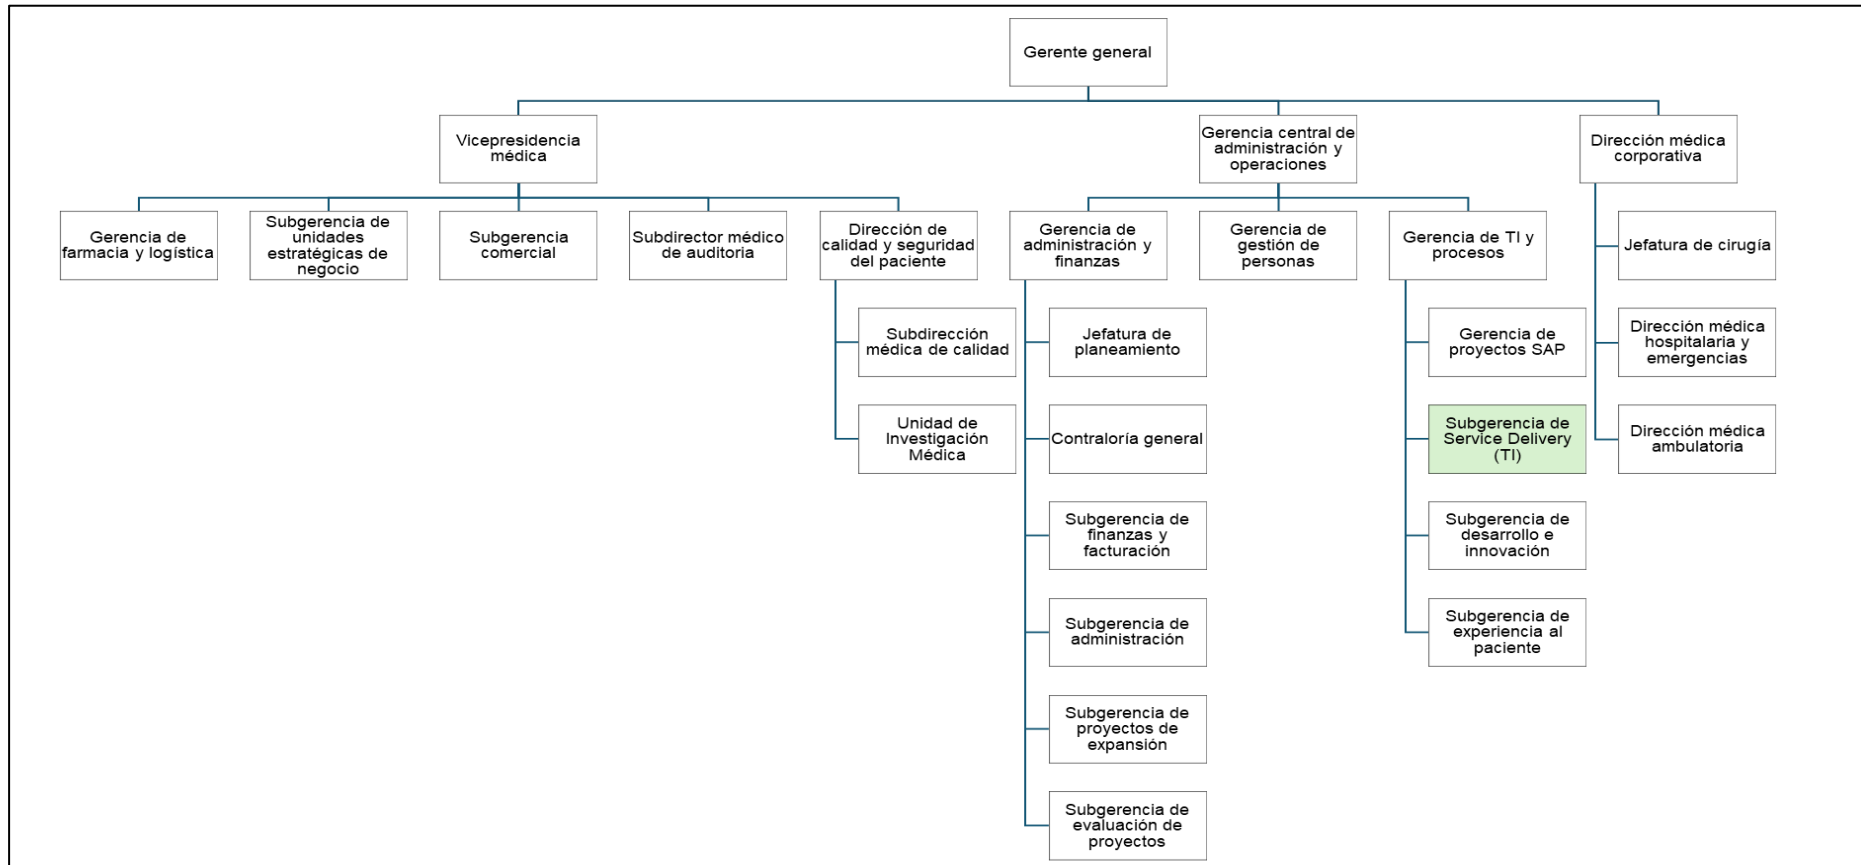 Gerente general
Vicepresidencia
médica
Gerencia central de
administración y
operaciones
Dirección médica
corporativa
Gerencia de
farmacia y logística
Subgerencia de
unidades
estratégicas de
negocio
Subgerencia
comercial
Subdirector médico
de auditoria
Dirección de
calidad y seguridad
del paciente
Gerencia de
administración y
finanzas
Gerencia de
gestión de
personas
Gerencia de TI y
procesos
Jefatura de cirugía
Subdirección
médica de calidad
Jefatura de
planeamiento
Gerencia de
proyectos SAP
Dirección médica
hospitalaria y
emergencias
Unidad de
Investigación
Médica
Contraloría general
Subgerencia de
Service Delivery
(TI)
Dirección médica
ambulatoria
Subgerencia de
finanzas y
facturación
Subgerencia de
desarrollo e
innovación
Subgerencia de
administración
Subgerencia de
experiencia al
paciente
Subgerencia de
proyectos de
expansión
Subgerencia de
evaluación de
proyectos